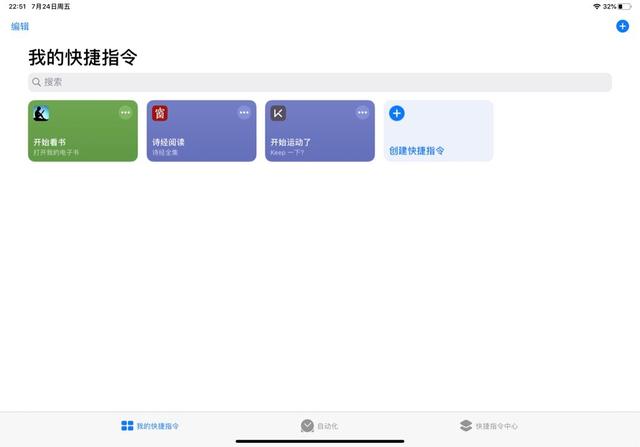 22:51 7月24日周五
32%
编辑
我的快捷指令
搜索
开始看书
打开我的电子书
窗
诗经阅读
诗经全集
K
开始运动了
Keep 一下?
创建快捷指令
我的快捷指令
自动化
快捷指令中心